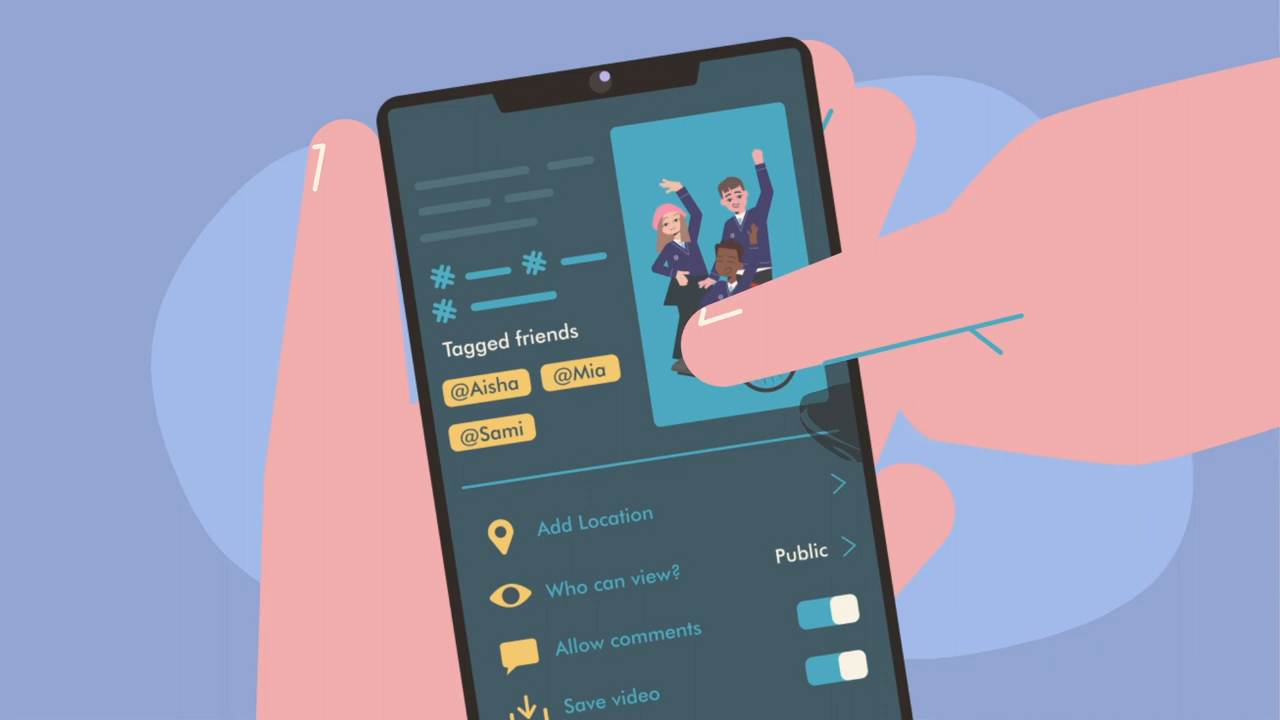 # #
#
Tagged friends
@Aisha @Mia
@Sami
Add Location
Who can view? Public
Allow comments
Save video